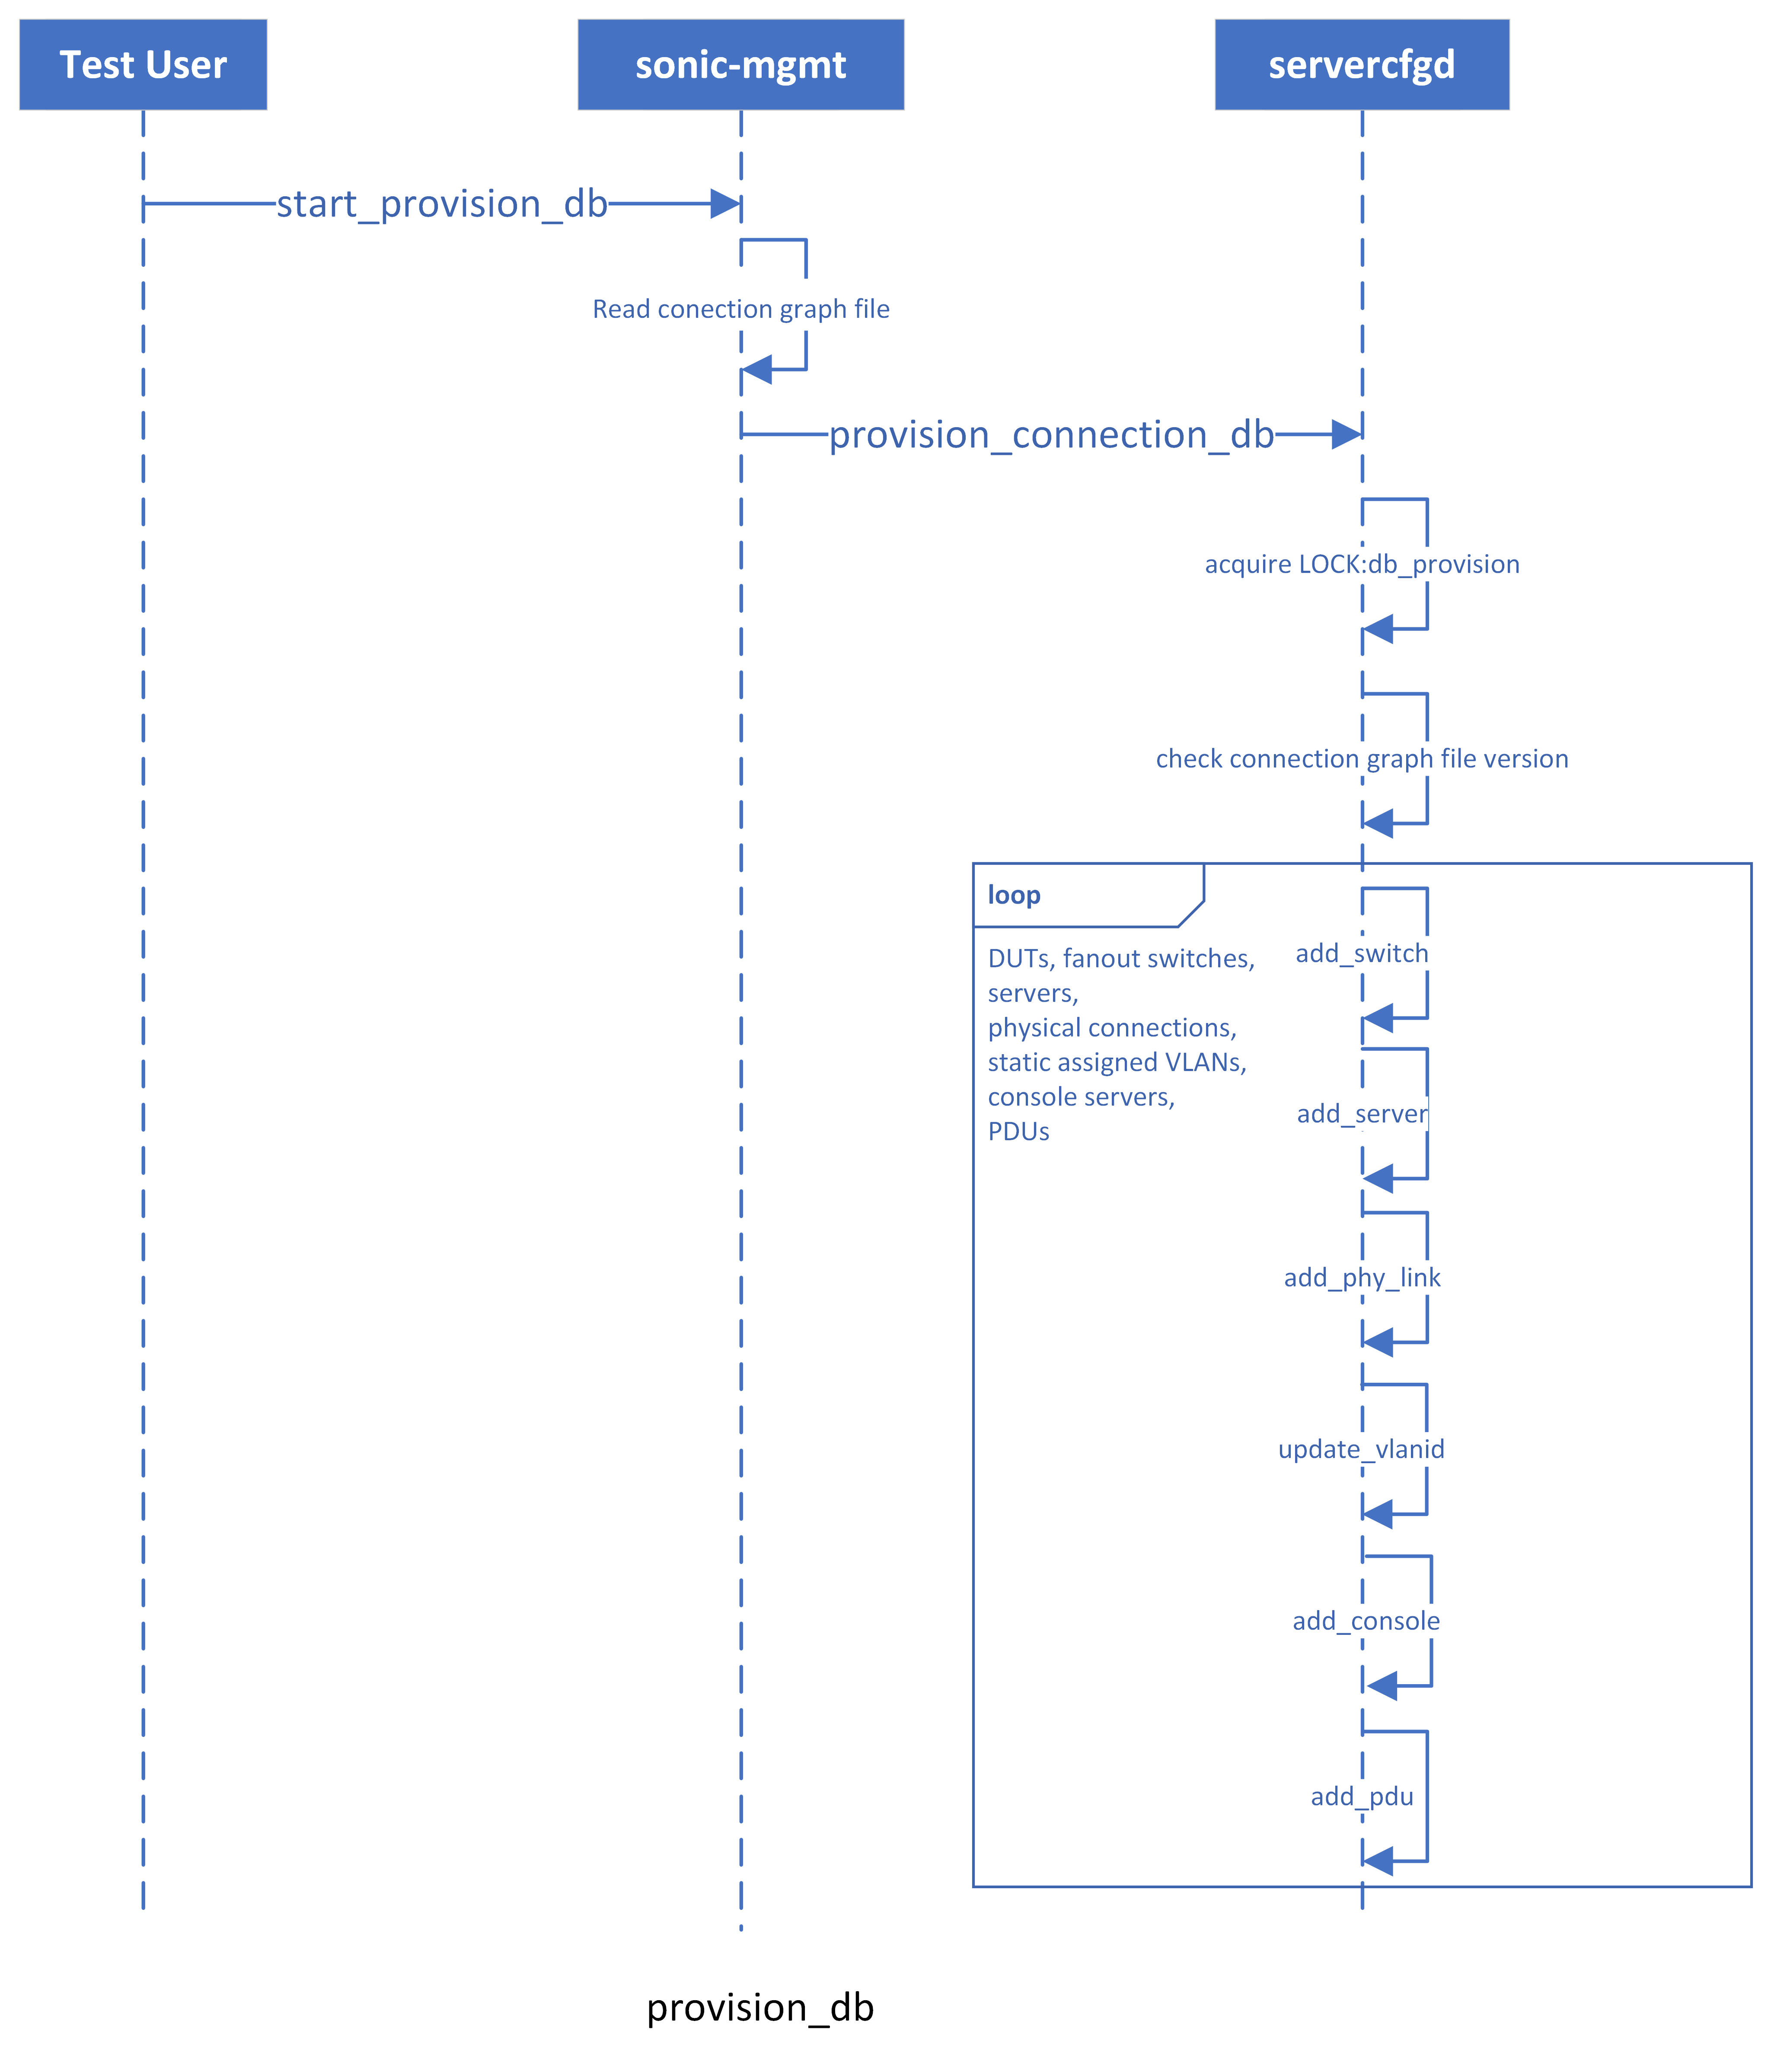 Test User
sonic-mgmt
servercfgd
start_provision_db
Read conection graph file
provision_connection_db
acquire LOCK:db_provision
check connection graph file version
loop
DUTs, fanout switches,
servers,
physical connections,
static assigned VLANs,
console servers,
PDUs
add_switch
add_server
add_phy_link
update_vlanid
add_console
add_pdu
provision_db